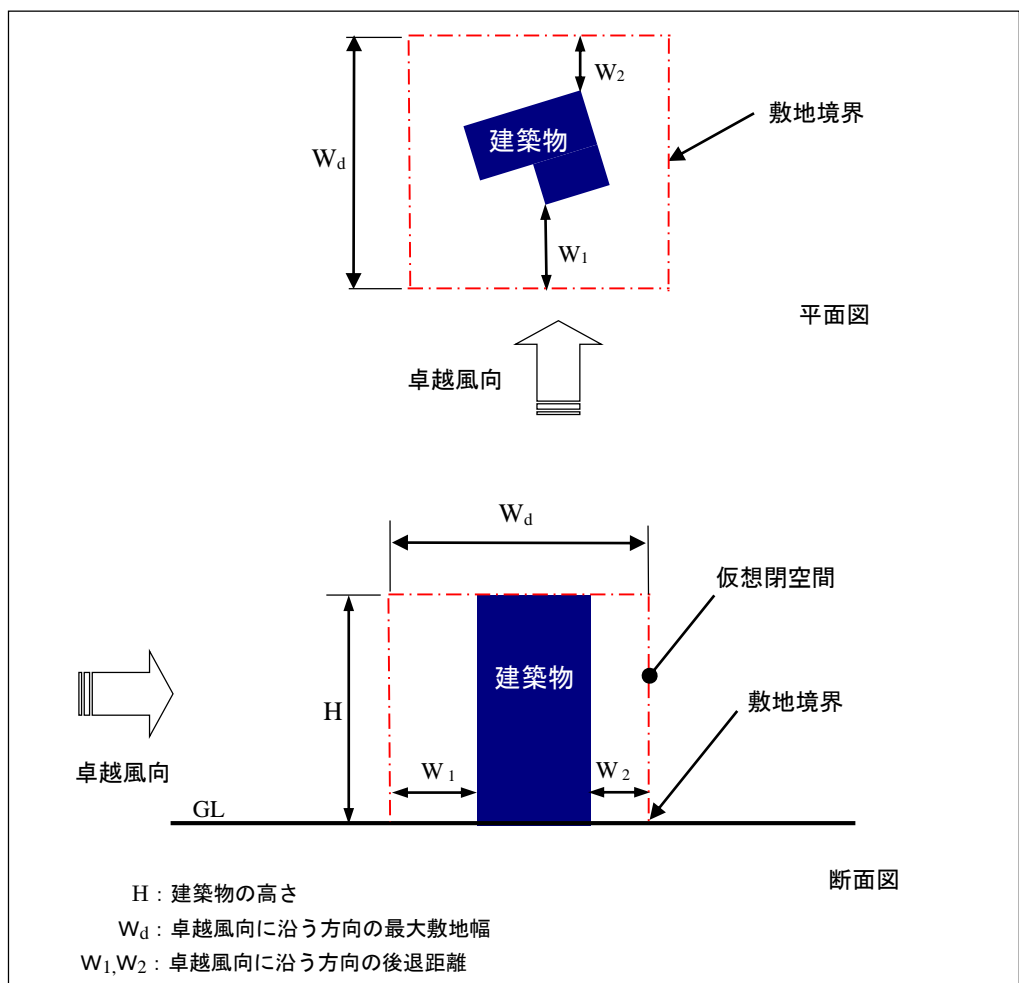 W2
敷地境界
建築物
Wd
W1
平面図
卓越風向
Wd
仮想閉空間
建築物
敷地境界
H
卓越風向
W1
W2
GL
断面図
H：建築物の高さ
Wd：卓越風向に沿う方向の最大敷地幅
W1,W2：卓越風向に沿う方向の後退距離